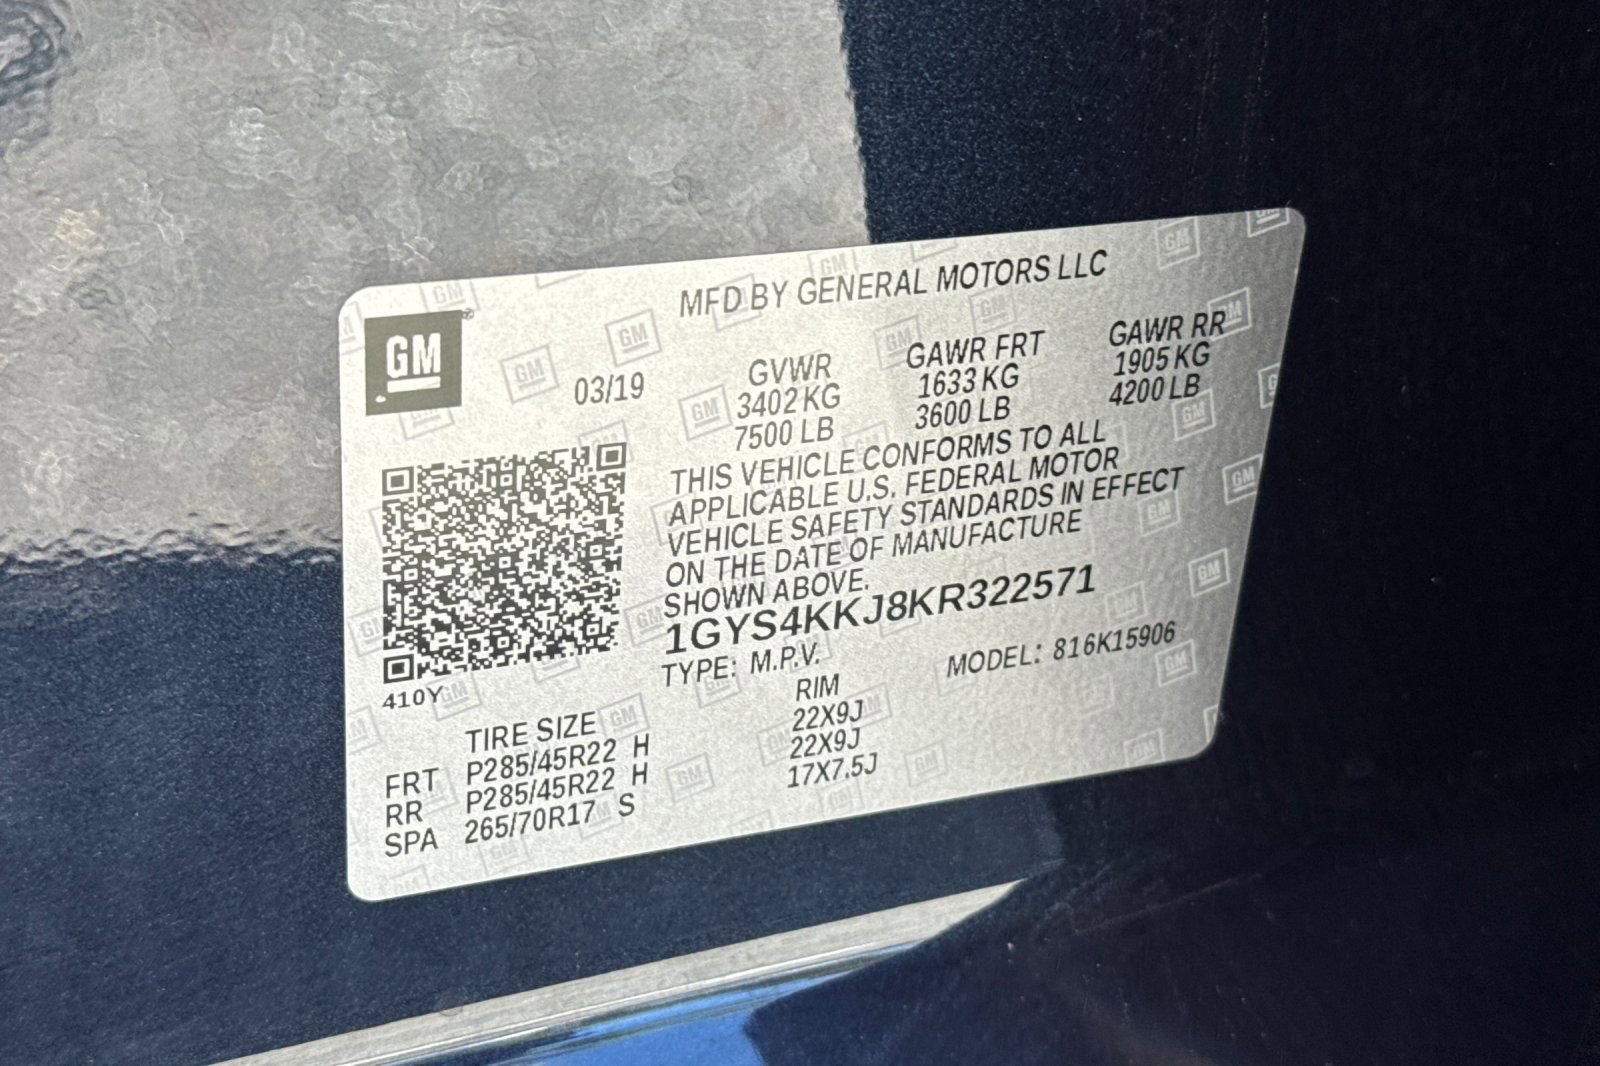 MFD BY GENERAL MOTORS LLC
GM
03/19
GVWR GAWR FRT GAWR RR
3402 KG 1633 KG 1905 KG
7500 LB 3600 LB 4200 LB
THIS VEHICLE CONFORMS TO ALL
APPLICABLE U.S. FEDERAL MOTOR
VEHICLE SAFETY STANDARDS IN EFFECT
ON THE DATE OF MANUFACTURE
SHOWN ABOVE.
1GYS4KKJ8KR322571
TYPE: M.P.V. MODEL: 816K15906
410Y
TIRE SIZE RIM
FRT P285/45R22 H 22X9J
RR P285/45R22 H 22X9J
SPA 265/70R17 S 17X7.5J